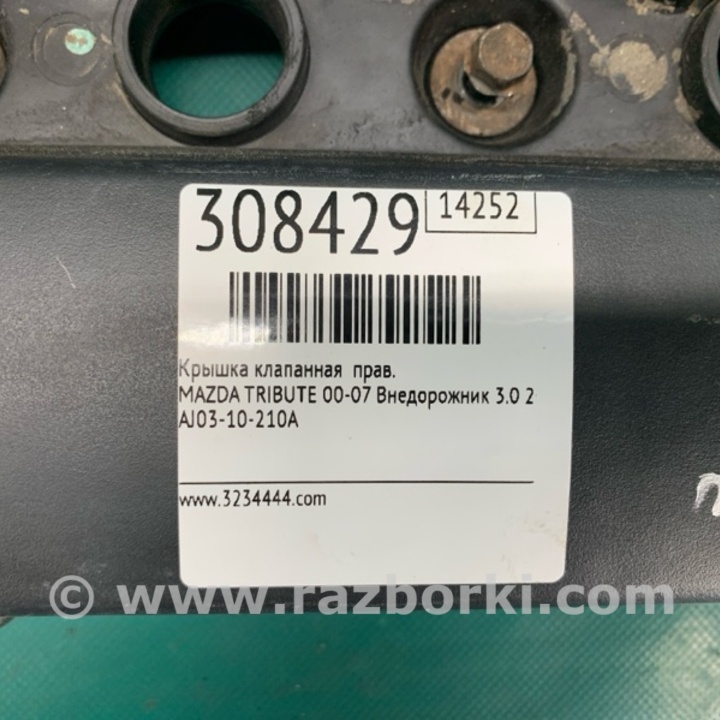 308429
14252
Крышка клапанная прав.
MAZDA TRIBUTE 00-07 Внедорожник 3.0 2
AJ03-10-210A
www.3234444.com
© www.razborki.com